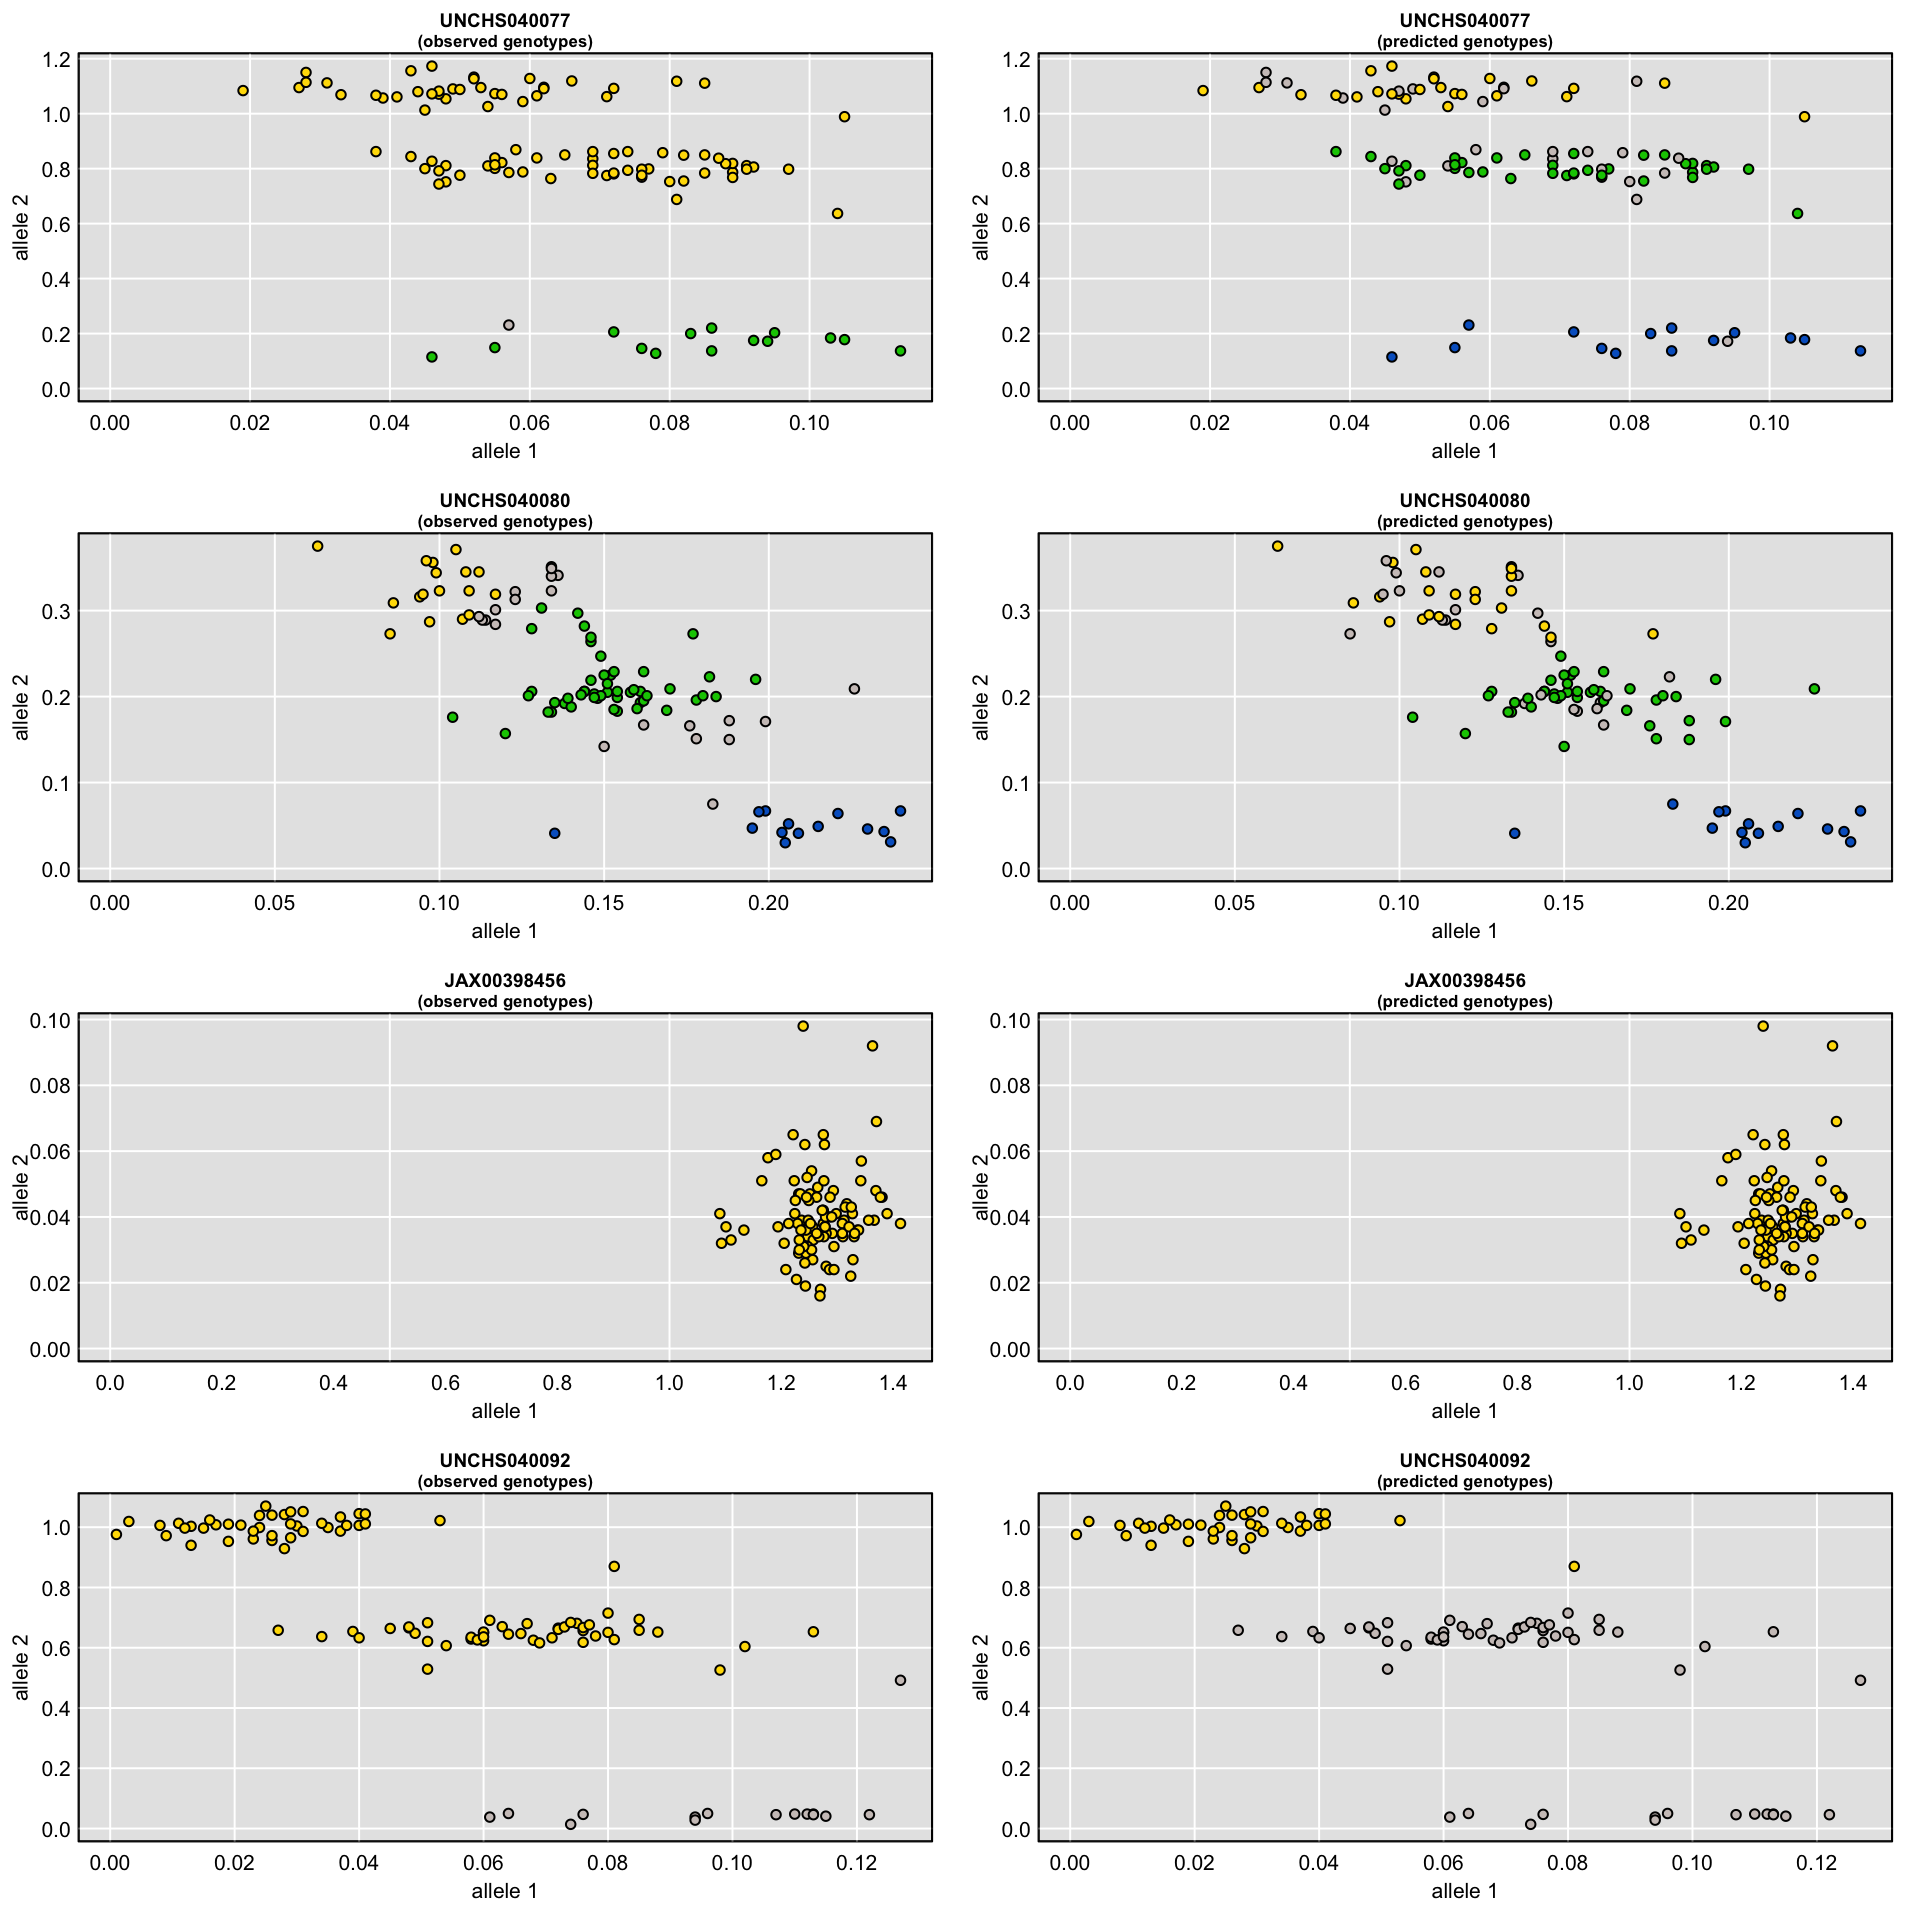 UNCHS040077
(observed genotypes)
1.2
1.0
0.8
0.6
0.4
0.2
0.0
allele 2
0.00 0.02 0.04 0.06 0.08 0.10
allele 1
UNCHS040077
(predicted genotypes)
1.2
1.0
0.8
0.6
0.4
0.2
0.0
allele 2
0.00 0.02 0.04 0.06 0.08 0.10
allele 1
UNCHS040080
(observed genotypes)
0.3
0.2
0.1
0.0
allele 2
0.00 0.05 0.10 0.15 0.20
allele 1
UNCHS040080
(predicted genotypes)
0.3
0.2
0.1
0.0
allele 2
0.00 0.05 0.10 0.15 0.20
allele 1
JAX00398456
(observed genotypes)
0.10
0.08
0.06
0.04
0.02
0.00
allele 2
0.0 0.2 0.4 0.6 0.8 1.0 1.2 1.4
allele 1
JAX00398456
(predicted genotypes)
0.10
0.08
0.06
0.04
0.02
0.00
allele 2
0.0 0.2 0.4 0.6 0.8 1.0 1.2 1.4
allele 1
UNCHS040092
(observed genotypes)
1.0
0.8
0.6
0.4
0.2
0.0
allele 2
0.00 0.02 0.04 0.06 0.08 0.10 0.12
allele 1
UNCHS040092
(predicted genotypes)
1.0
0.8
0.6
0.4
0.2
0.0
allele 2
0.00 0.02 0.04 0.06 0.08 0.10 0.12
allele 1